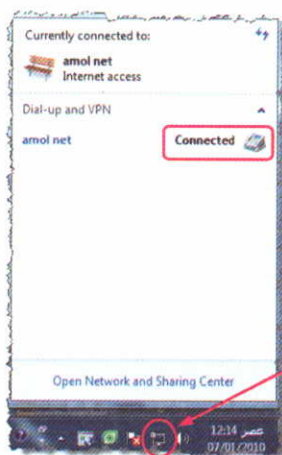 Currently connected to:
amol net
Internet access
Dial-up and VPN
amol net
Connected
Open Network and Sharing Center
12:14 عصر
07/01/2010